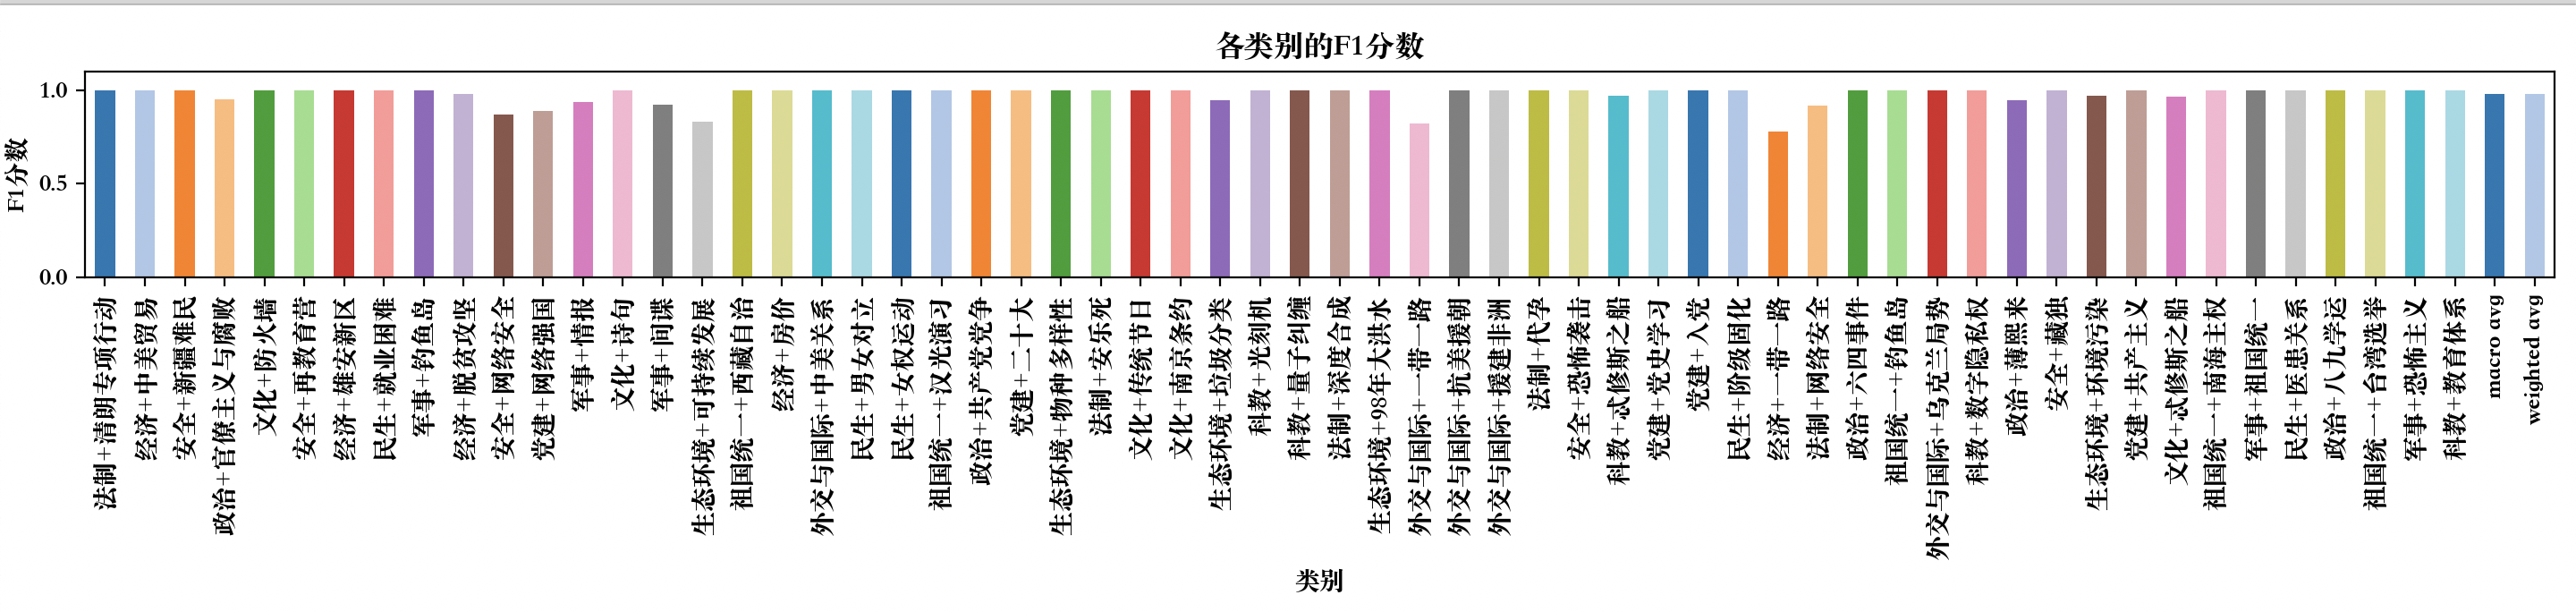 各类别的F1分数
F1分数
1.0
0.5
0.0
法制+清朗专项行动
经济+中美贸易
安全+新疆难民
政治+官僚主义与腐败
文化+防火墙
安全+再教育营
经济+雄安新区
民生+就业困难
军事+钓鱼岛
经济+脱贫攻坚
安全+网络安全
党建+网络强国
军事+情报
文化+诗句
军事+间谍
生态环境+可持续发展
祖国统一+西藏自治
经济+房价
外交与国际+中美关系
民生+男女对立
民生+女权运动
祖国统一+汉光演习
政治+共产党党争
党建+二十大
生态环境+物种多样性
法制+安乐死
文化+传统节日
文化+南京条约
生态环境+垃圾分类
科教+光刻机
科教+量子纠缠
法制+深度合成
生态环境+98年大洪水
外交与国际+一带一路
外交与国际+抗美援朝
外交与国际+援建非洲
法制+代孕
安全+恐怖袭击
科教+忒修斯之船
党建+党史学习
党建+入党
民生+阶级固化
经济+一带一路
法制+网络安全
政治+六四事件
祖国统一+钓鱼岛
外交与国际+乌克兰局势
科教+数字隐私权
政治+薄熙来
安全+藏独
生态环境+环境污染
党建+共产主义
文化+忒修斯之船
祖国统一+南海主权
军事+祖国统一
民生+医患关系
政治+八九学运
祖国统一+台湾选举
军事+恐怖主义
科教+教育体系
macro avg
weighted avg
类别